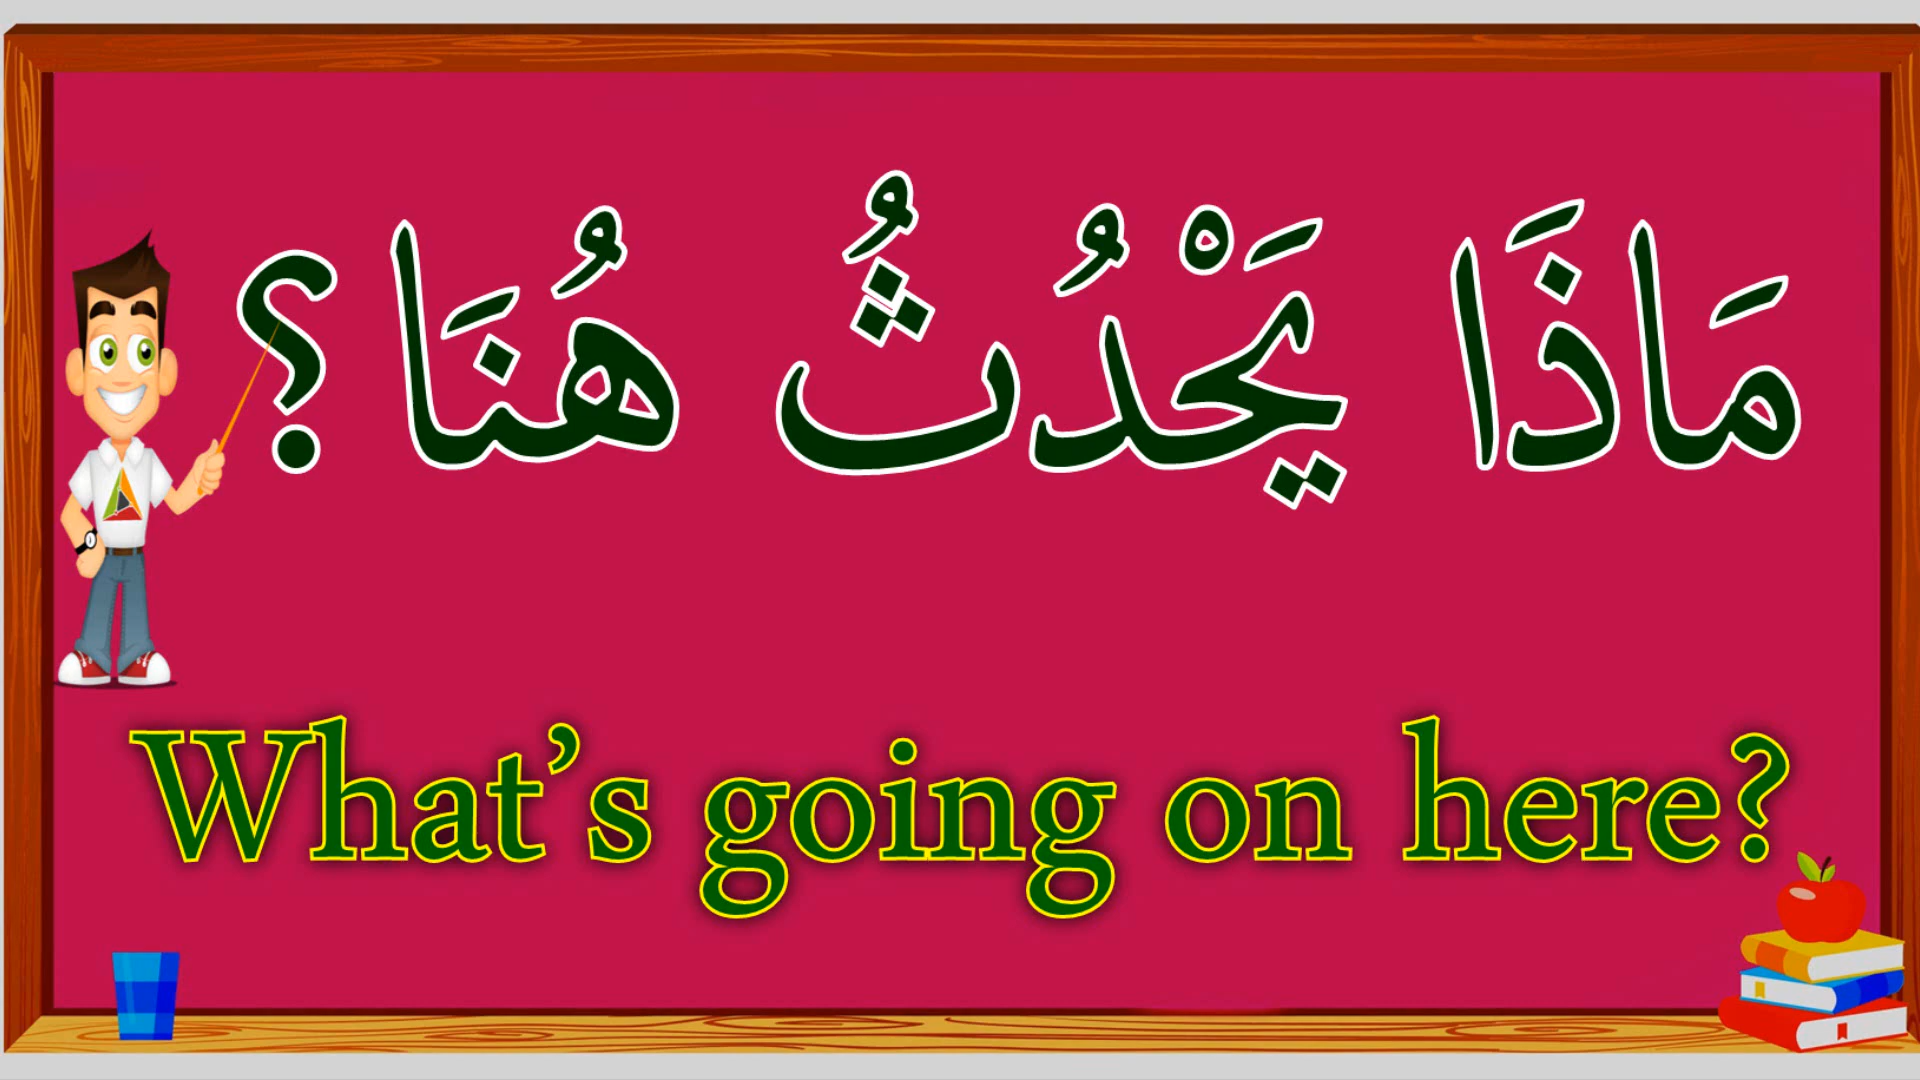 مَاذَا يَحْدُثُ هُنَا؟
What’s going on here?